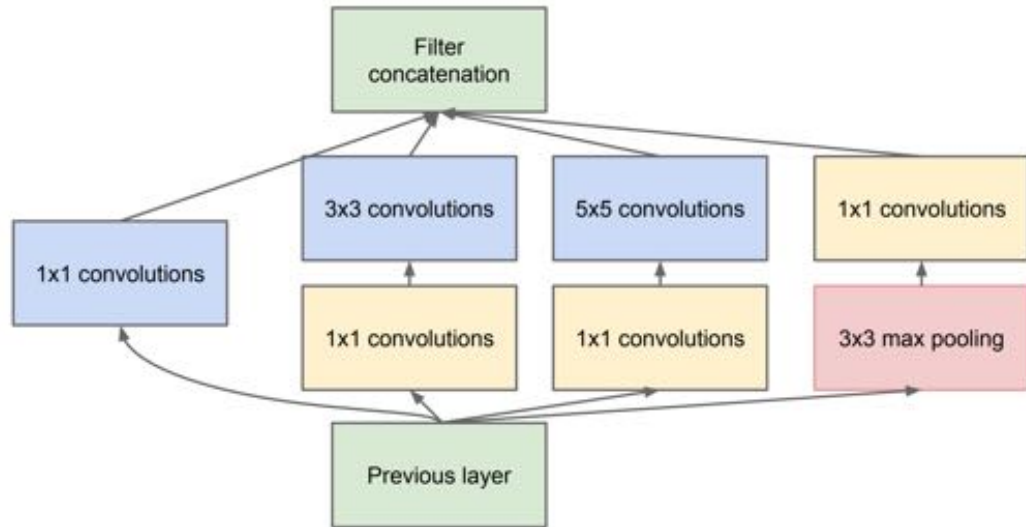 Filter
concatenation
3x3 convolutions
5x5 convolutions
1x1 convolutions
1x1 convolutions
1x1 convolutions
1x1 convolutions
3x3 max pooling
Previous layer